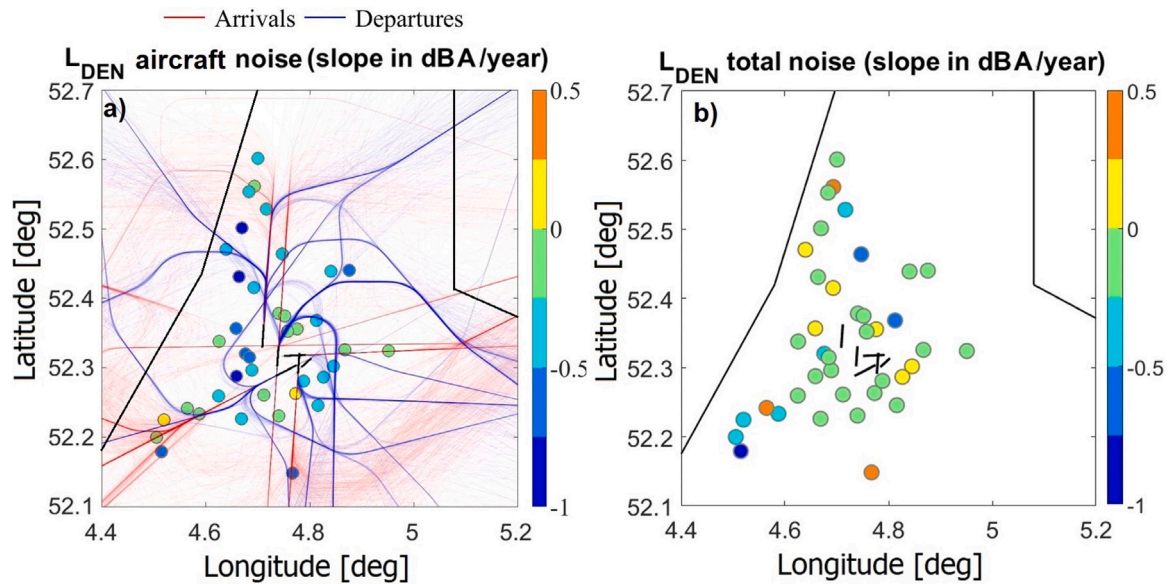 Arrivals Departures
L_DEN aircraft noise (slope in dBA/year)
L_DEN total noise (slope in dBA/year)
a)
52.7
52.6
52.5
52.4
52.3
52.2
52.1
Latitude [deg]
4.4 4.6 4.8 5 5.2
Longitude [deg]
0.5
0
-0.5
-1
b)
52.7
52.6
52.5
52.4
52.3
52.2
52.1
Latitude [deg]
4.4 4.6 4.8 5 5.2
Longitude [deg]
0.5
0
-0.5
-1